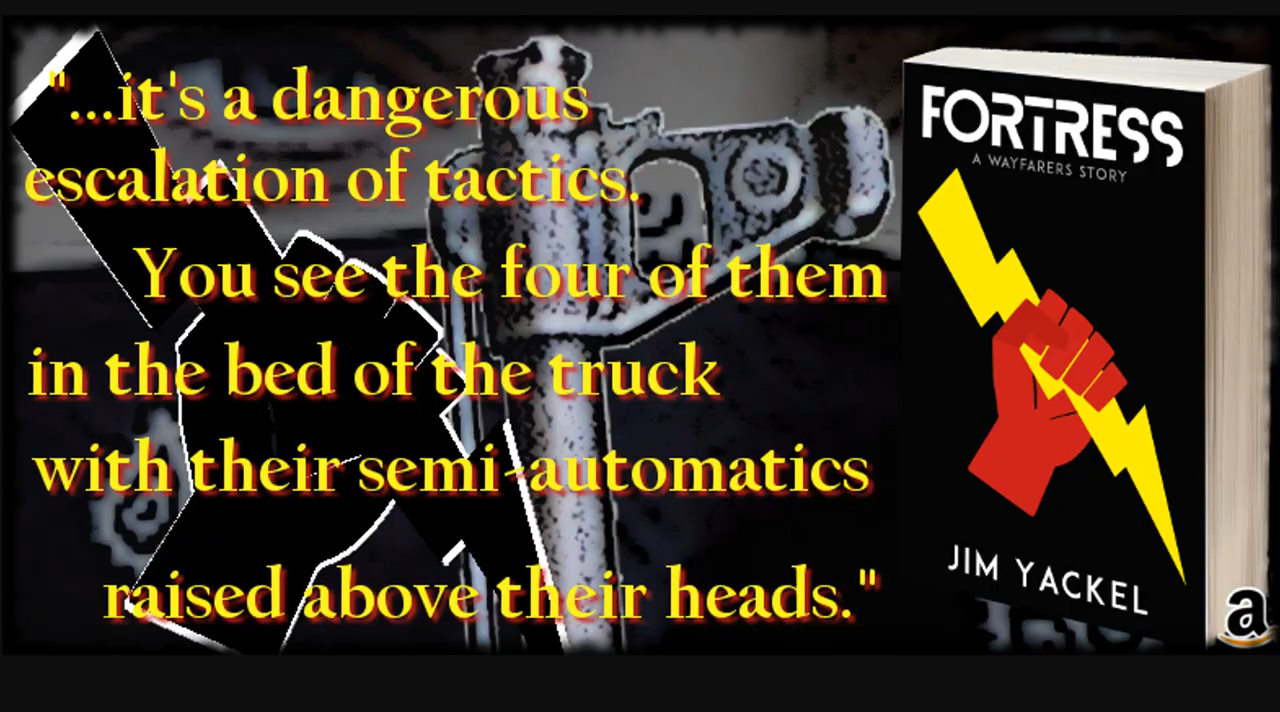 "...it's a dangerous
escalation of tactics.
You see the four of them
in the bed of the truck
with their semi-automatics
raised above their heads."
FORTRESS
A WAYFARERS STORY
JIM YACKEL
a